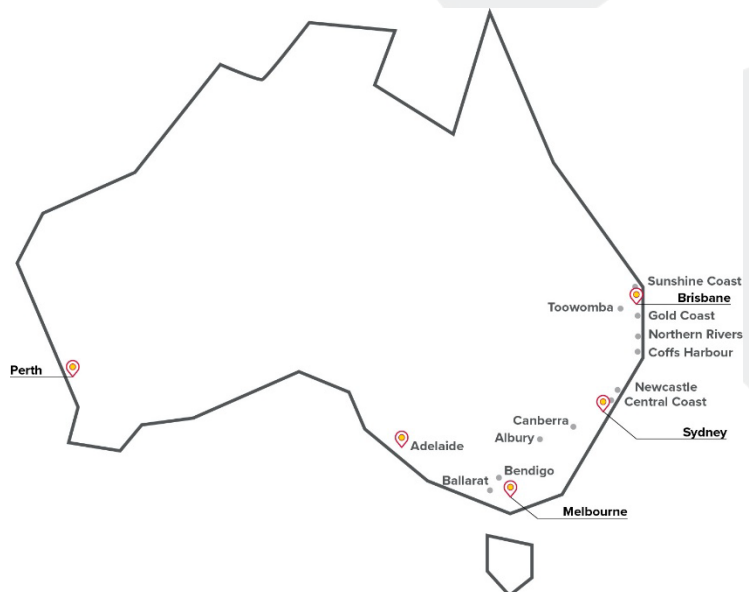 Sunshine Coast
Brisbane
Toowomba
Gold Coast
Northern Rivers
Coffs Harbour
Perth
Newcastle
Central Coast
Canberra
Sydney
Albury
Adelaide
Bendigo
Ballarat
Melbourne